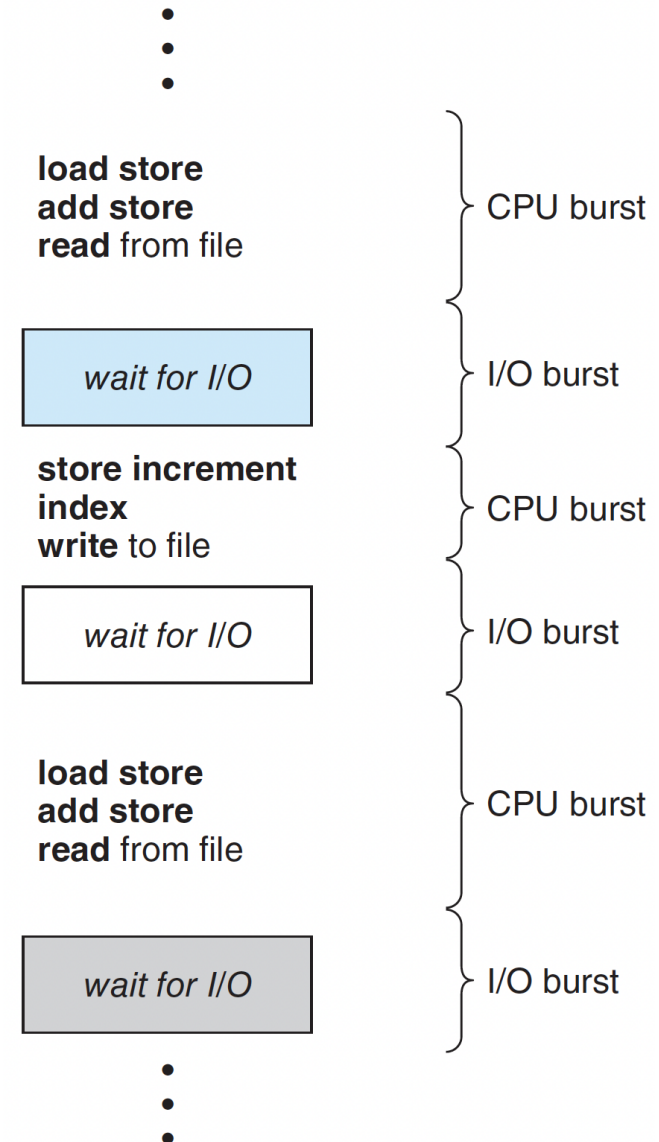 load store
add store
read from file
CPU burst
wait for I/O
I/O burst
store increment
index
write to file
CPU burst
wait for I/O
I/O burst
load store
add store
read from file
CPU burst
wait for I/O
I/O burst